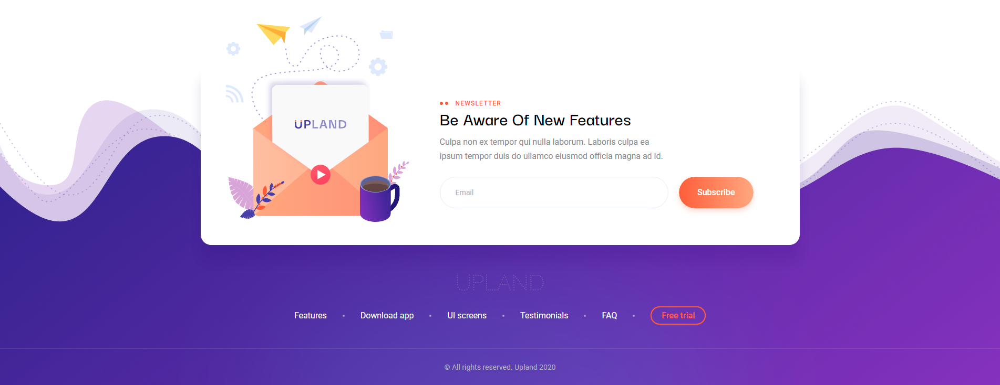 UPLAND
NEWSLETTER
Be Aware Of New Features
Culpa non ex tempor qui nulla laborum. Laboris culpa ea
ipsum tempor duis do ullamco eiusmod officia magna ad id.
Email
Subscribe
UPLAND
Features • Download app • UI screens • Testimonials • FAQ • Free trial
© All rights reserved. Upland 2020